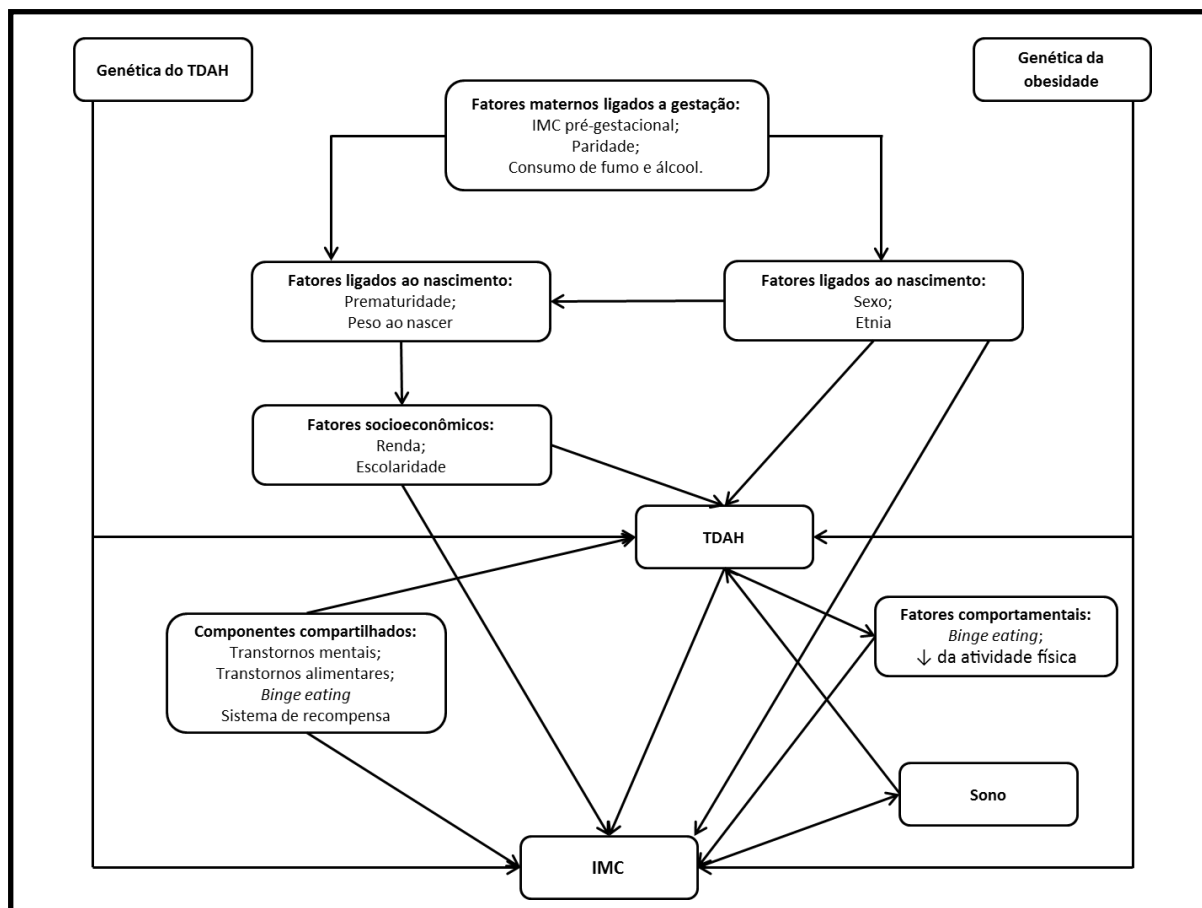 Genética do TDAH
Genética da
obesidade
Fatores maternos ligados a gestação:
IMC pré-gestacional;
Paridade;
Consumo de fumo e álcool.
Fatores ligados ao nascimento:
Prematuridade;
Peso ao nascer
Fatores ligados ao nascimento:
Sexo;
Etnia
Fatores socioeconômicos:
Renda;
Escolaridade
TDAH
Componentes compartilhados:
Transtornos mentais;
Transtornos alimentares;
Binge eating
Sistema de recompensa
Fatores comportamentais:
Binge eating;
↓ da atividade física
Sono
IMC